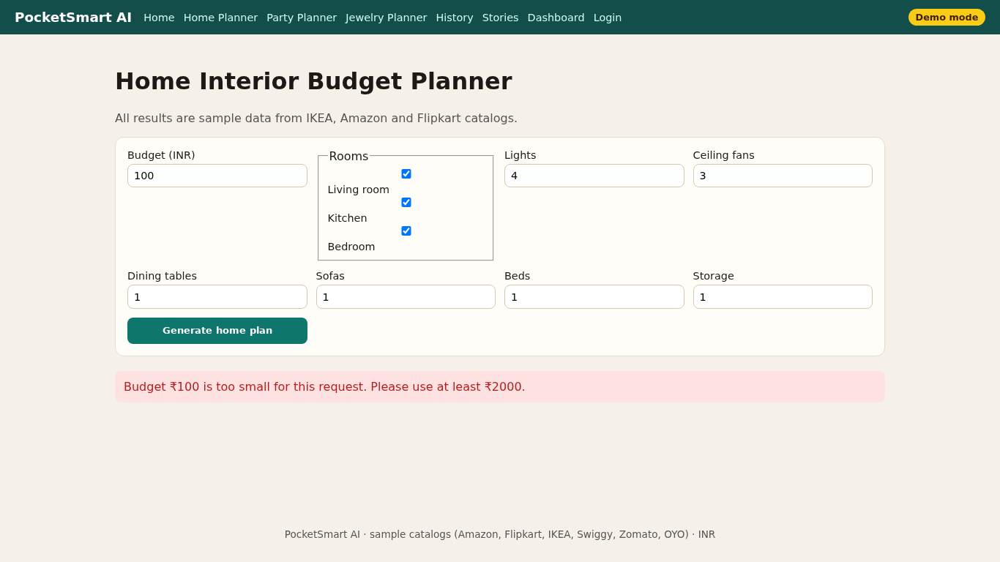 PocketSmart AI Home Home Planner Party Planner Jewelry Planner History Stories Dashboard Login Demo mode
Home Interior Budget Planner
All results are sample data from IKEA, Amazon and Flipkart catalogs.
Budget (INR)
100
Rooms
Living room
Kitchen
Bedroom
Lights
4
Ceiling fans
3
Dining tables
1
Sofas
1
Beds
1
Storage
1
Generate home plan
Budget ₹100 is too small for this request. Please use at least ₹2000.
PocketSmart AI · sample catalogs (Amazon, Flipkart, IKEA, Swiggy, Zomato, OYO) · INR